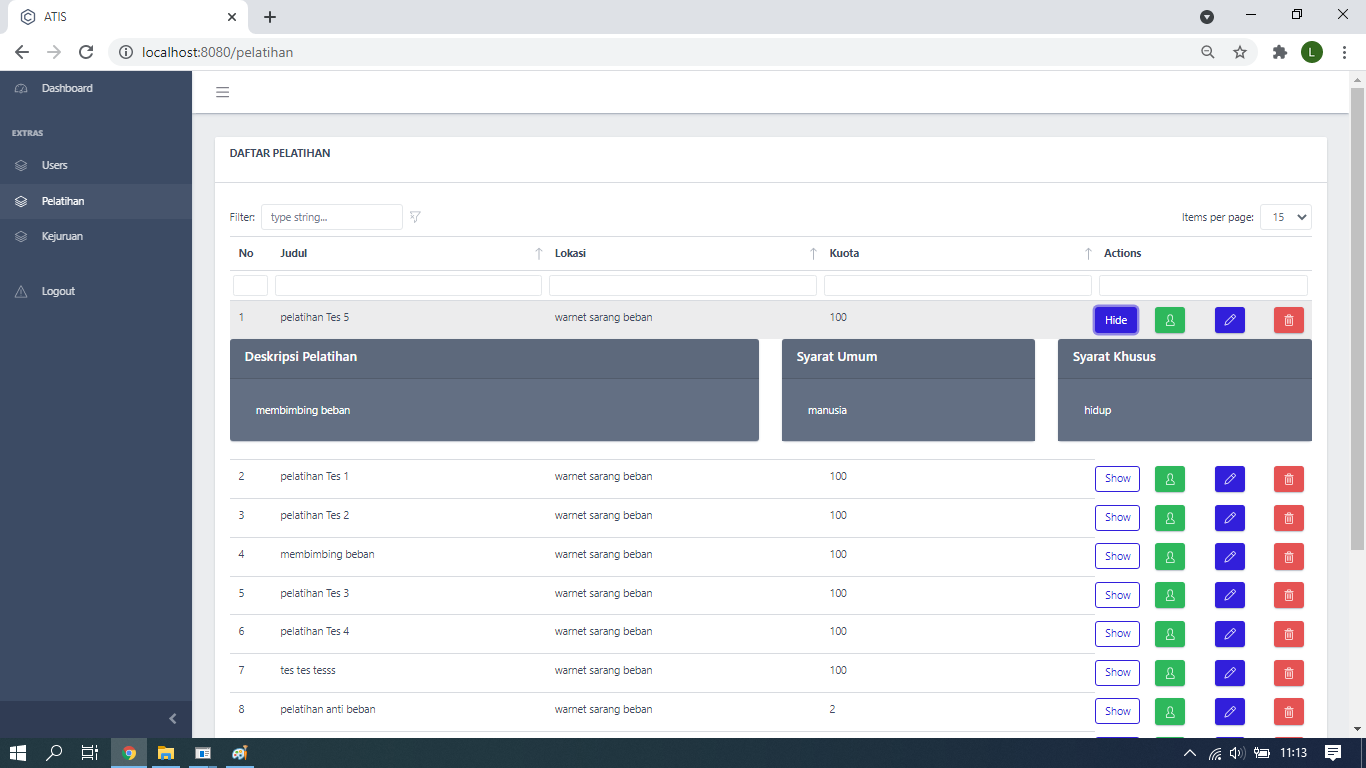 ATIS
localhost:8080/pelatihan
L
Dashboard
EXTRAS
Users
Pelatihan
Kejuruan
Logout
DAFTAR PELATIHAN
Filter: type string... Items per page: 15
No Judul Lokasi Kuota Actions
1 pelatihan Tes 5 warnet sarang beban 100 Hide
Deskripsi Pelatihan Syarat Umum Syarat Khusus
membimbing beban manusia hidup
2 pelatihan Tes 1 warnet sarang beban 100 Show
3 pelatihan Tes 2 warnet sarang beban 100 Show
4 membimbing beban warnet sarang beban 100 Show
5 pelatihan Tes 3 warnet sarang beban 100 Show
6 pelatihan Tes 4 warnet sarang beban 100 Show
7 tes tes tesss warnet sarang beban 100 Show
8 pelatihan anti beban warnet sarang beban 2 Show
11:13